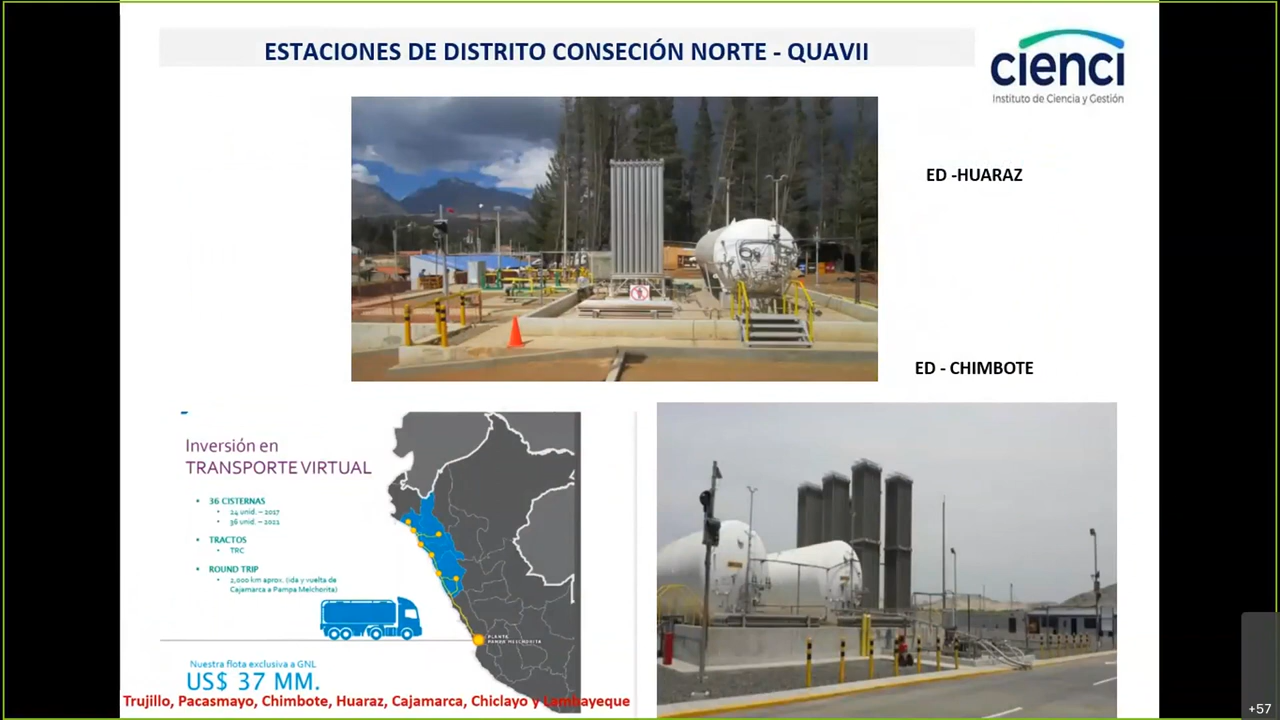 ESTACIONES DE DISTRITO CONSECIÓN NORTE - QUAVII
cienci
Instituto de Ciencia y Gestión
ED -HUARAZ
ED - CHIMBOTE
Inversión en
TRANSPORTE VIRTUAL
• 36 CISTERNAS
• 24 unid. – 2017
• 36 unid. – 2021
• TRACTOS
• TRC
• ROUND TRIP
• 2,000 km aprox. (ida y vuelta de
Cajamarca a Pampa Melchorita)
PLANTA
PAMPA MELCHORITA
Nuestra flota exclusiva a GNL
US$ 37 MM.
Trujillo, Pacasmayo, Chimbote, Huaraz, Cajamarca, Chiclayo y Lambayeque
+57